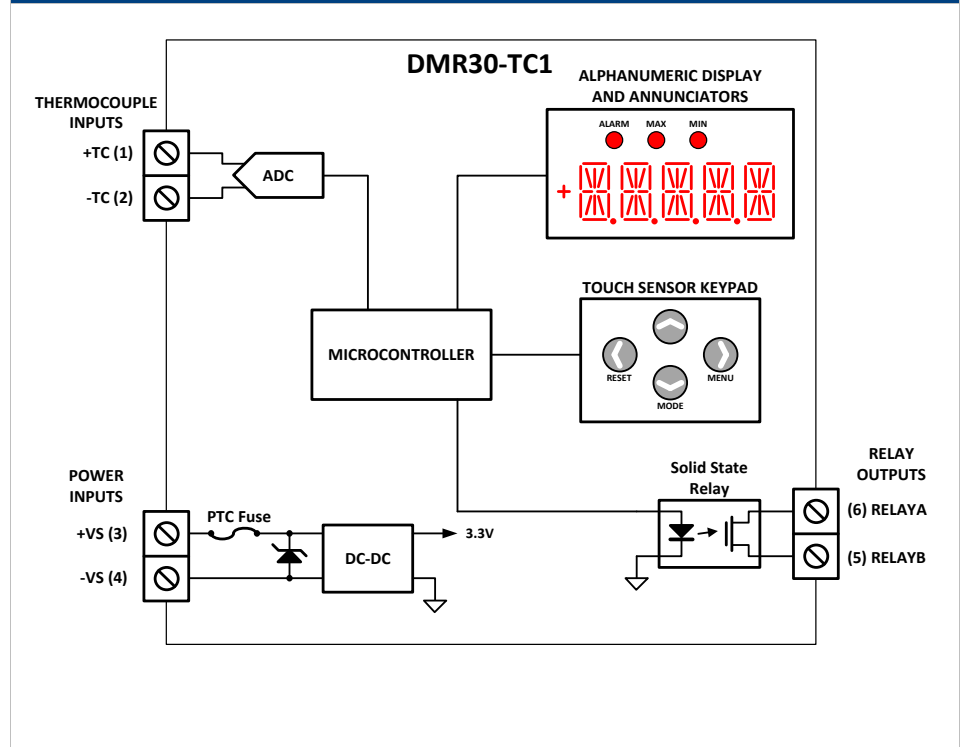 DMR30-TC1
ALPHANUMERIC DISPLAY
AND ANNUNCIATORS
THERMOCOUPLE
INPUTS
ALARM MAX MIN
+TC (1)
-TC (2)
ADC
+
TOUCH SENSOR KEYPAD
MICROCONTROLLER
RESET
MENU
MODE
POWER
INPUTS
Solid State
Relay
RELAY
OUTPUTS
+VS (3)
PTC Fuse
3.3V
(6) RELAYA
-VS (4)
DC-DC
(5) RELAYB